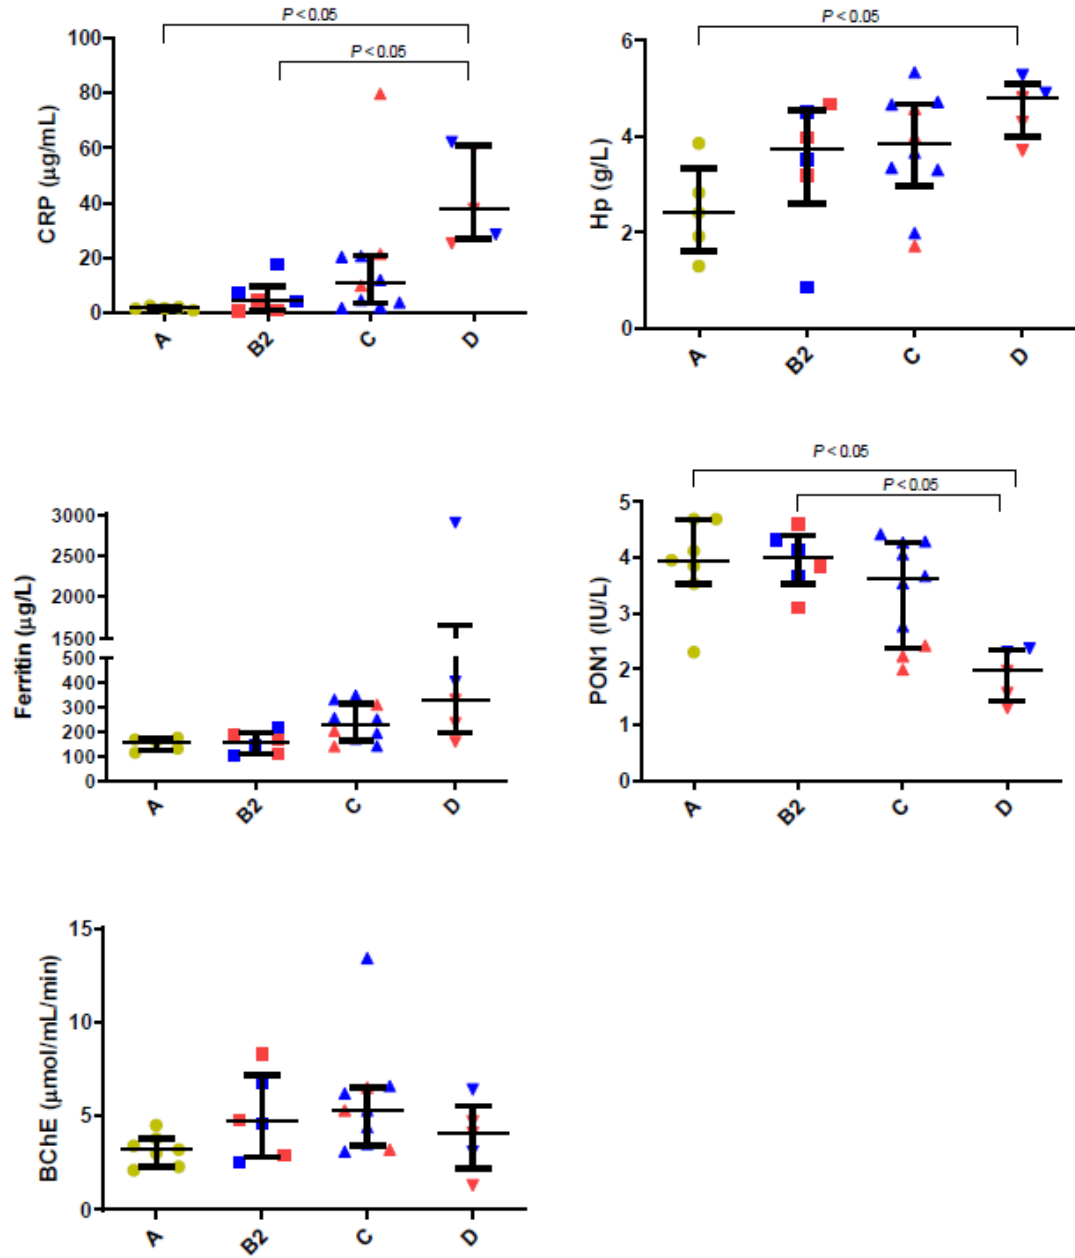 P < 0.05
P < 0.05
CRP (μg/mL)
100
80
60
40
20
0
A
B2
C
D
P < 0.05
Hp (g/L)
6
4
2
0
A
B2
C
D
Ferritin (μg/L)
3000
2500
2000
1500
500
400
300
200
100
0
A
B2
C
D
P < 0.05
P < 0.05
PON1 (IU/L)
5
4
3
2
1
0
A
B2
C
D
BChE (μmol/mL/min)
15
10
5
0
A
B2
C
D